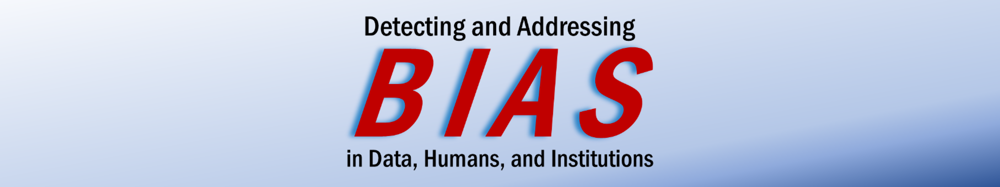 Detecting and Addressing
BIAS
in Data, Humans, and Institutions